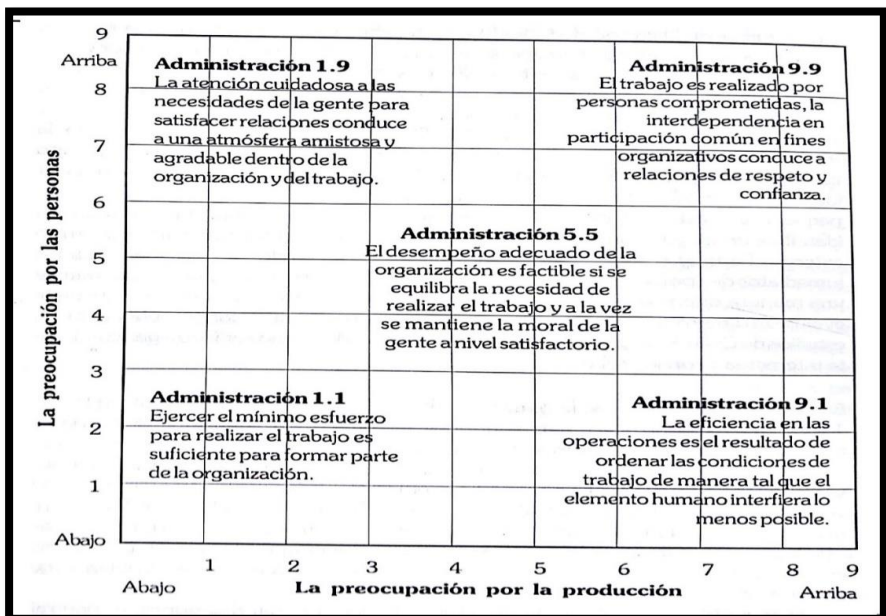 9
Arriba
8
7
6
5
4
3
2
1
Abajo
La preocupación por las personas
Administración 1.9
La atención cuidadosa a las
necesidades de la gente para
satisfacer relaciones conduce
a una atmósfera amistosa y
agradable dentro de la
organización y del trabajo.
Administración 9.9
El trabajo es realizado por
personas comprometidas, la
interdependencia en
participación común en fines
organizativos conduce a
relaciones de respeto y
confianza.
Administración 5.5
El desempeño adecuado de la
organización es factible si se
equilibra la necesidad de
realizar el trabajo y a la vez
se mantiene la moral de la
gente a nivel satisfactorio.
Administración 1.1
Ejercer el mínimo esfuerzo
para realizar el trabajo es
suficiente para formar parte
de la organización.
Administración 9.1
La eficiencia en las
operaciones es el resultado de
ordenar las condiciones de
trabajo de manera tal que el
elemento humano interfiera lo
menos posible.
1 2 3 4 5 6 7 8 9
Abajo La preocupación por la producción Arriba